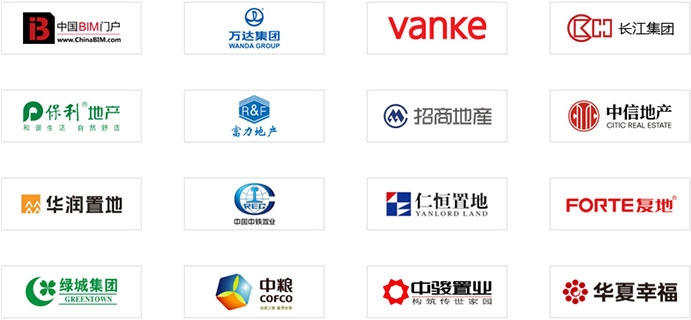 中国BIM门户
www.ChinaBIM.com
万达集团
WANDA GROUP
vanke
长江集团
保利®地产
和谐生活 自然舒适
R&F
富力地产
招商地産
中信地产
CITIC REAL ESTATE
华润置地
中国中铁置业
仁恒置地
YANLORD LAND
FORTE复地®
绿城集团
GREENTOWN
中粮
COFCO
中骏置业
构筑传世家园
华夏幸福